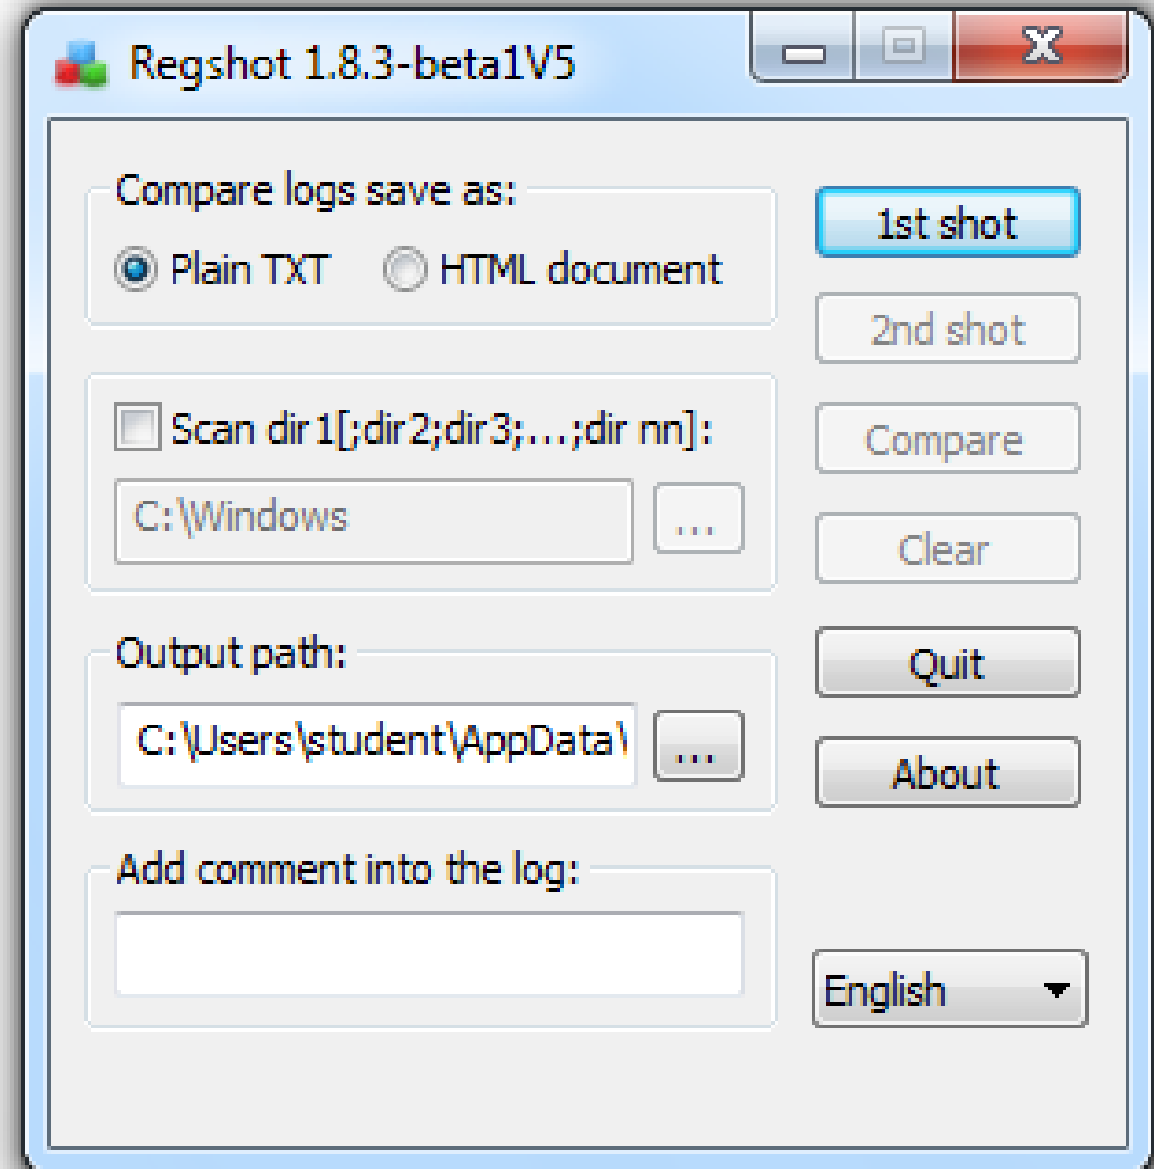 Regshot 1.8.3-beta1V5
Compare logs save as:
Plain TXT HTML document
1st shot
2nd shot
Scan dir1[;dir2;dir3;...;dir nn]:
C:\Windows
...
Compare
Clear
Output path:
C:\Users\student\AppData\
...
Quit
About
Add comment into the log:
English